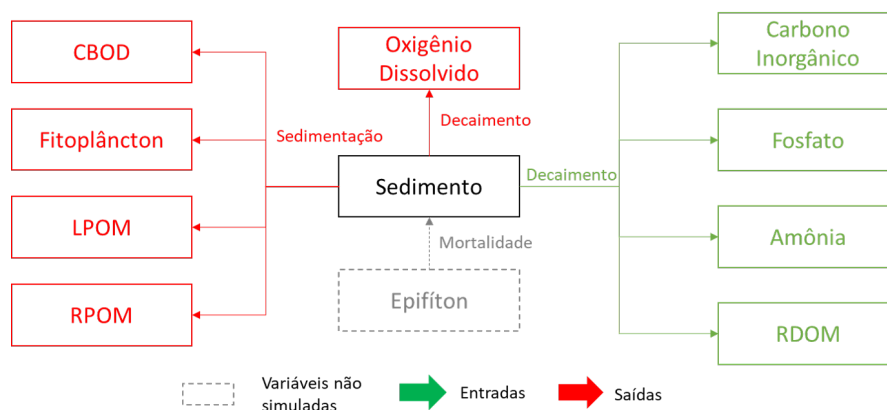 CBOD
Fitoplâncton
LPOM
RPOM
Sedimentação
Oxigênio
Dissolvido
Decaimento
Sedimento
Mortalidade
Epifíton
Decaimento
Carbono
Inorgânico
Fosfato
Amônia
RDOM
Variáveis não
simuladas
Entradas
Saídas